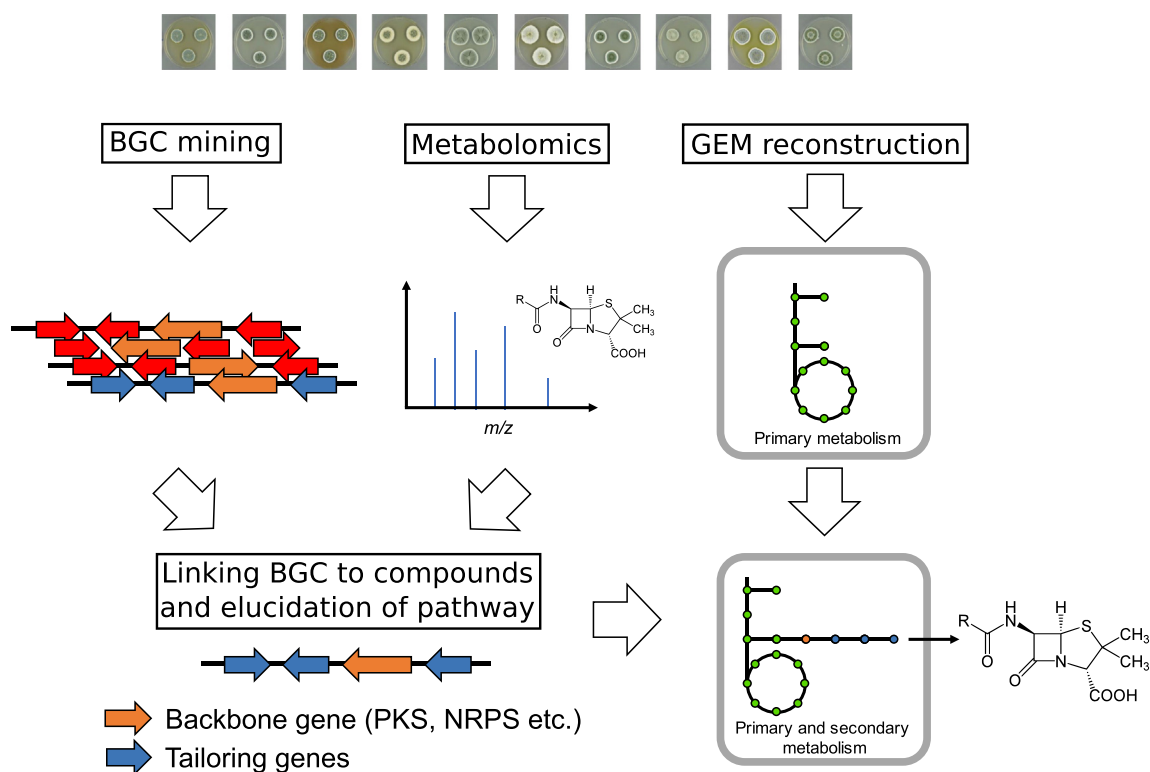 BGC mining
Metabolomics
GEM reconstruction
R
H
N
O
H
S
N
O
CH₃
CH₃
COOH
m/z
Primary metabolism
Linking BGC to compounds
and elucidation of pathway
Primary and secondary
metabolism
R
H
N
O
H
S
N
O
CH₃
CH₃
COOH
Backbone gene (PKS, NRPS etc.)
Tailoring genes